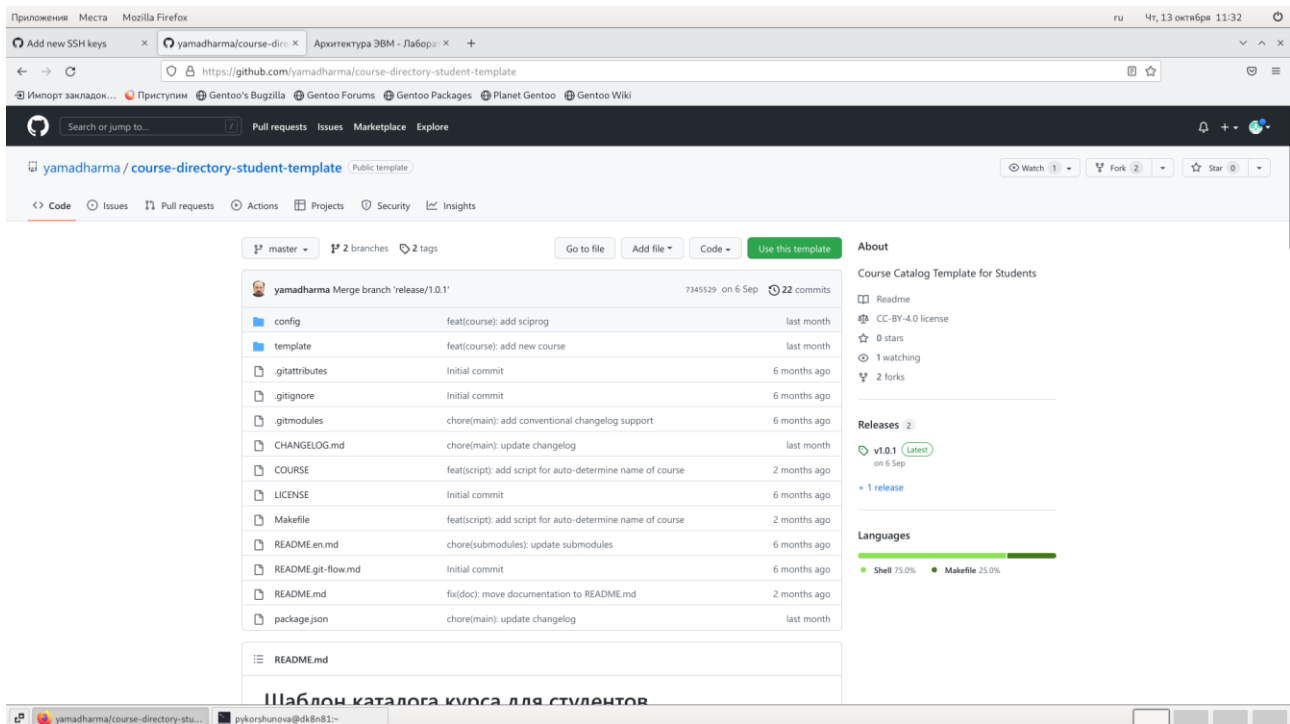 Приложения Места Mozilla Firefox ru Чт, 13 октября 11:32
Add new SSH keys × yamadharma/course-dire × Архитектура ЭВМ - Лаборат × +
https://github.com/yamadharma/course-directory-student-template
Импорт закладок... Приступим Gentoo's Bugzilla Gentoo Forums Gentoo Packages Planet Gentoo Gentoo Wiki
Search or jump to... / Pull requests Issues Marketplace Explore
yamadharma / course-directory-student-template Public template Watch 1 Fork 2 Star 0
Code Issues Pull requests Actions Projects Security Insights
master 2 branches 2 tags Go to file Add file Code Use this template
yamadharma Merge branch 'release/1.0.1' 7345529 on 6 Sep 22 commits
config feat(course): add sciprog last month
template feat(course): add new course last month
.gitattributes Initial commit 6 months ago
.gitignore Initial commit 6 months ago
.gitmodules chore(main): add conventional changelog support 6 months ago
CHANGELOG.md chore(main): update changelog last month
COURSE feat(script): add script for auto-determine name of course 2 months ago
LICENSE Initial commit 6 months ago
Makefile feat(script): add script for auto-determine name of course 2 months ago
README.en.md chore(submodules): update submodules 6 months ago
README.git-flow.md Initial commit 6 months ago
README.md fix(doc): move documentation to README.md 2 months ago
package.json chore(main): update changelog last month
README.md
Шаблон каталога курса для студентов
About
Course Catalog Template for Students
Readme
CC-BY-4.0 license
0 stars
1 watching
2 forks
Releases 2
v1.0.1 Latest
on 6 Sep
+ 1 release
Languages
Shell 75.0% Makefile 25.0%
yamadharma/course-directory-stu... pykorshunova@dk8n81:~